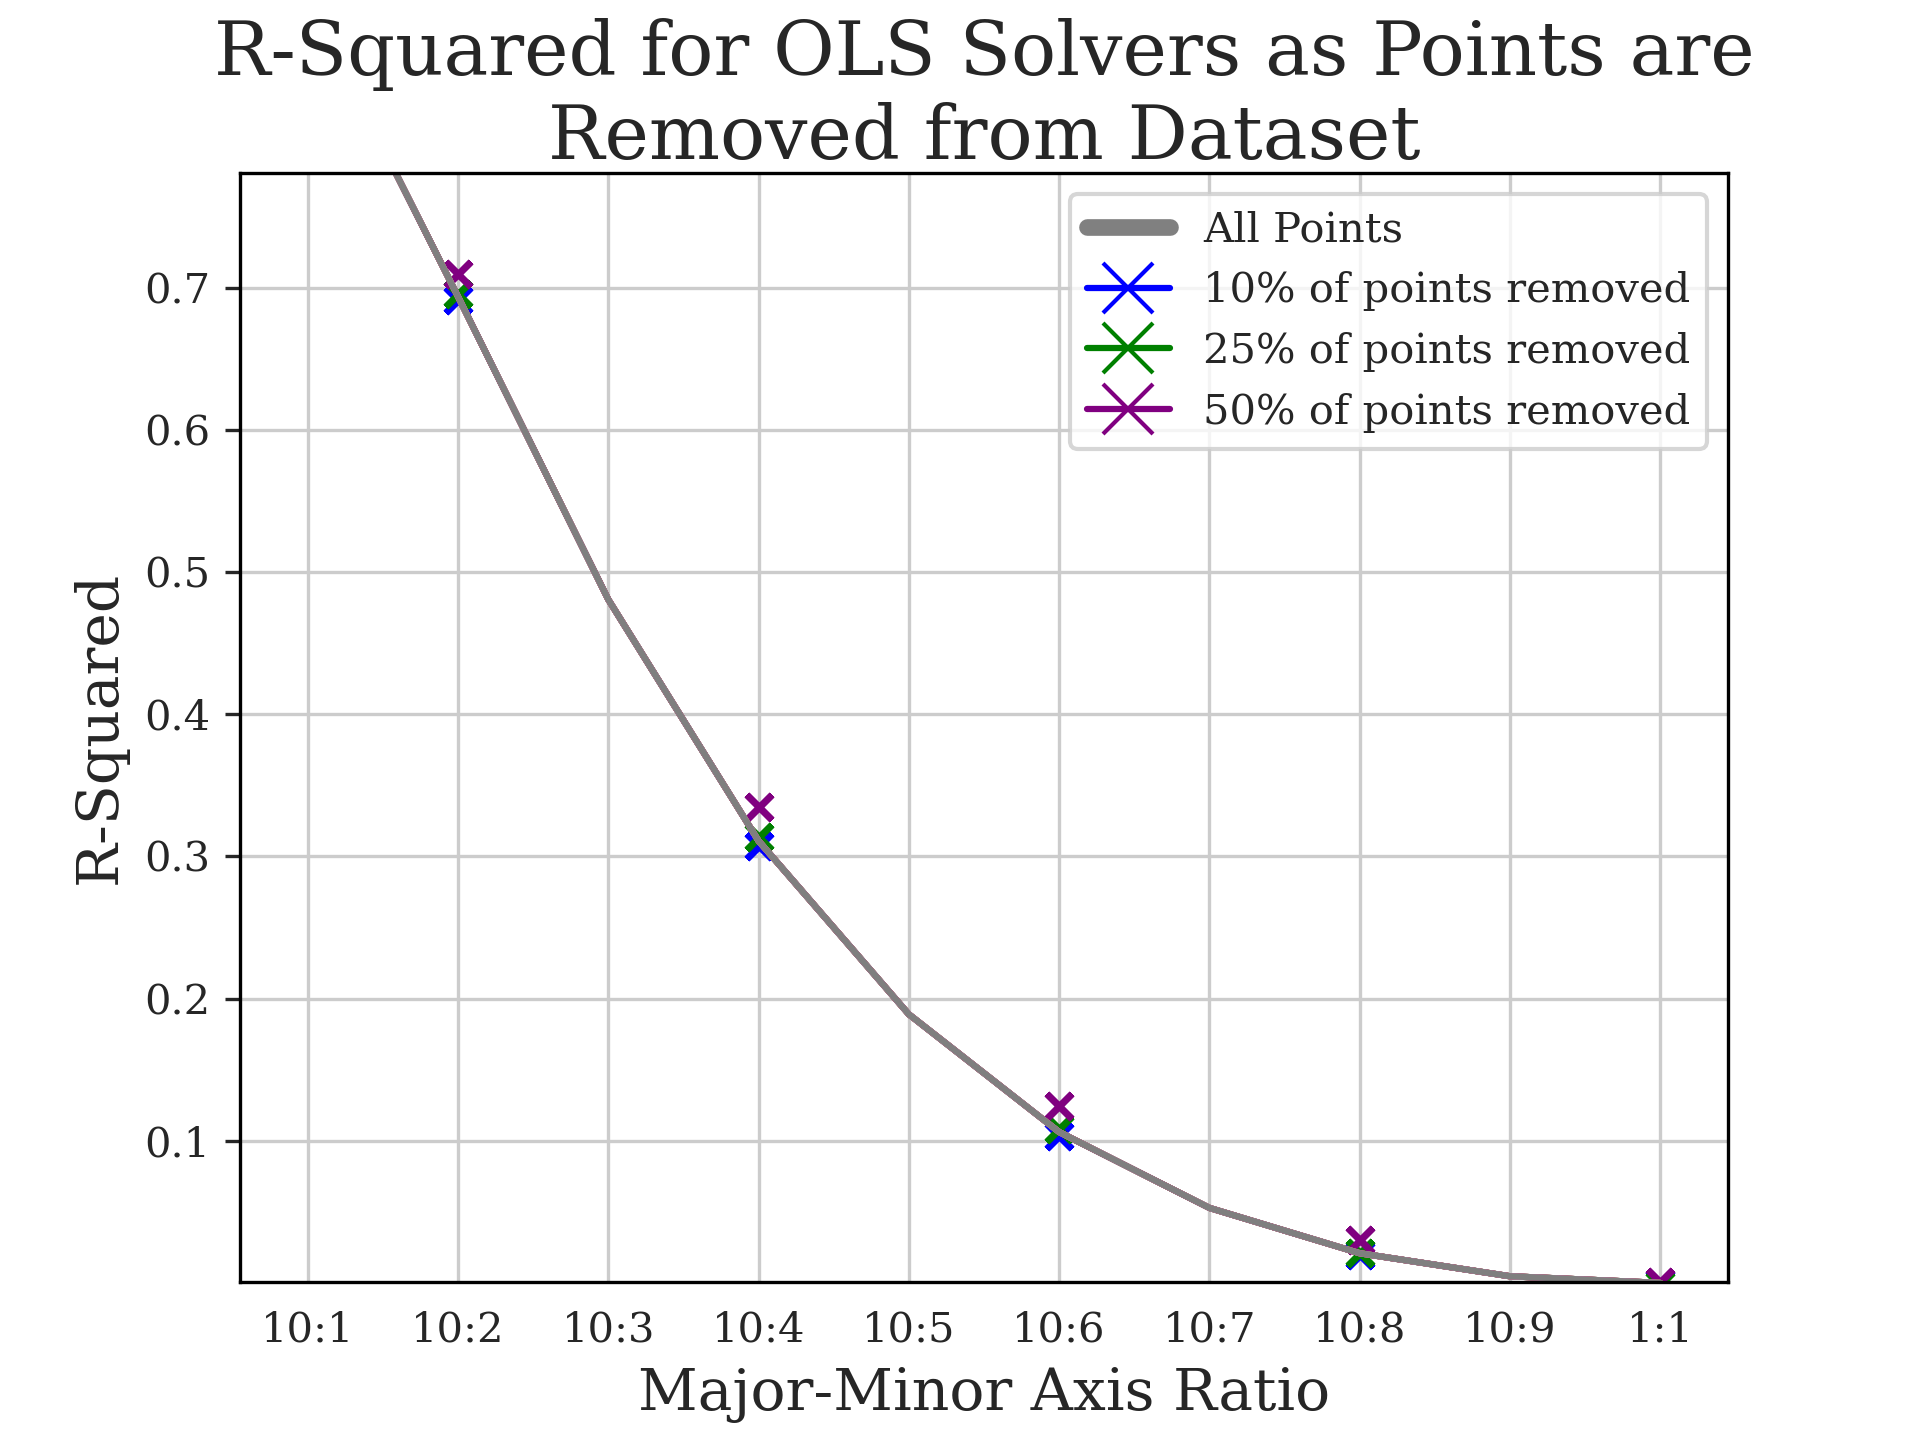 R-Squared for OLS Solvers as Points are
Removed from Dataset
All Points
10% of points removed
25% of points removed
50% of points removed
R-Squared
0.7
0.6
0.5
0.4
0.3
0.2
0.1
10:1 10:2 10:3 10:4 10:5 10:6 10:7 10:8 10:9 1:1
Major-Minor Axis Ratio